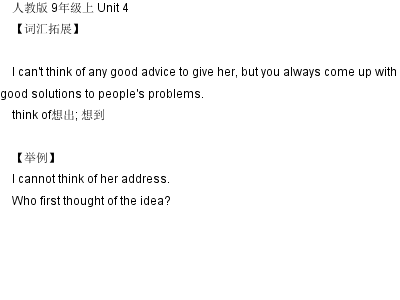 人教版 9年级上 Unit 4
【词汇拓展】
I can't think of any good advice to give her, but you always come up with
good solutions to people's problems.
think of想出; 想到
【举例】
I cannot think of her address.
Who first thought of the idea?